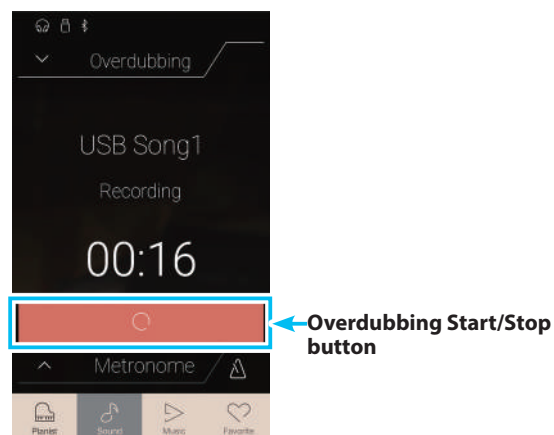 Overdubbing
USB Song1
Recording
00:16
Overdubbing Start/Stop
button
Metronome
Pianist
Sound
Music
Favorite